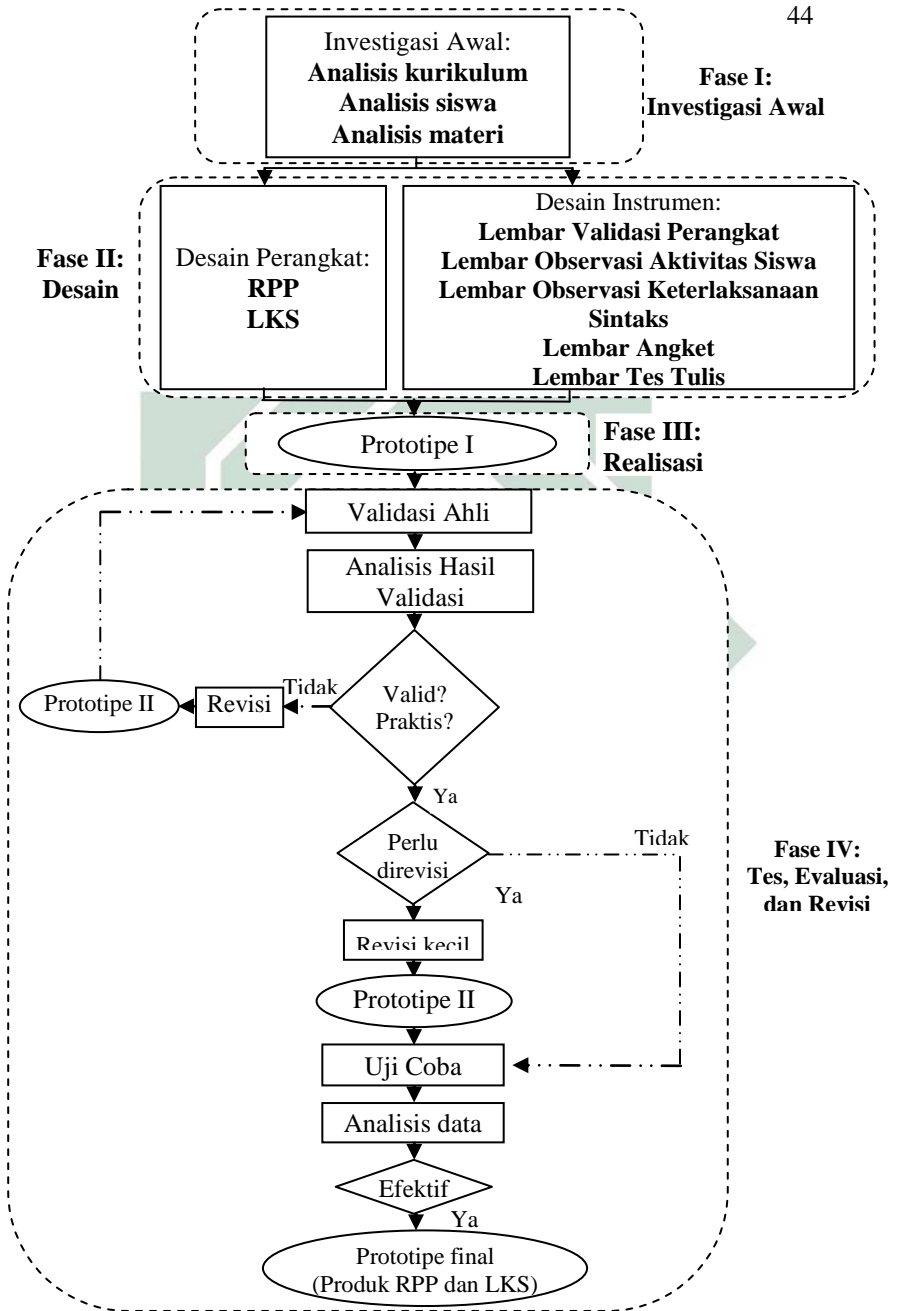 44
Investigasi Awal:
Analisis kurikulum
Analisis siswa
Analisis materi
Fase I:
Investigasi Awal
Fase II:
Desain
Desain Perangkat:
RPP
LKS
Desain Instrumen:
Lembar Validasi Perangkat
Lembar Observasi Aktivitas Siswa
Lembar Observasi Keterlaksanaan
Sintaks
Lembar Angket
Lembar Tes Tulis
Prototipe I
Fase III:
Realisasi
Validasi Ahli
Analisis Hasil
Validasi
Valid?
Praktis?
Tidak
Revisi
Prototipe II
Ya
Perlu
direvisi
Tidak
Ya
Revisi kecil
Prototipe II
Uji Coba
Analisis data
Efektif
Ya
Prototipe final
(Produk RPP dan LKS)
Fase IV:
Tes, Evaluasi,
dan Revisi